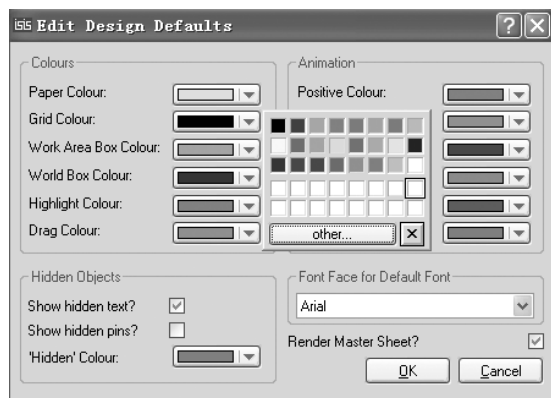 isis Edit Design Defaults
Colours
Paper Colour:
Grid Colour:
Work Area Box Colour:
World Box Colour:
Highlight Colour:
Drag Colour:
Animation
Positive Colour:
other...
Hidden Objects
Show hidden text?
Show hidden pins?
'Hidden' Colour:
Font Face for Default Font
Arial
Render Master Sheet?
OK
Cancel